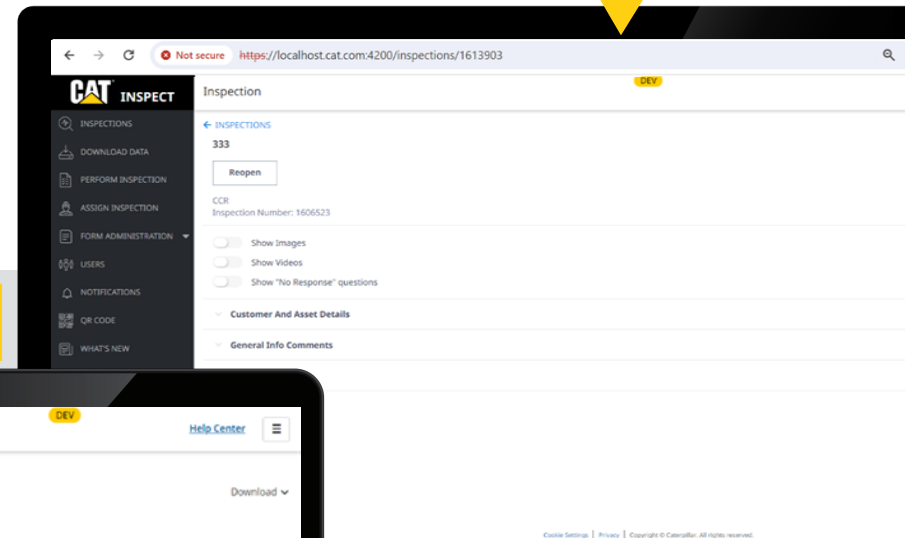 Not secure https://localhost.cat.com:4200/inspections/1613903
CAT INSPECT
Inspection
DEV
INSPECTIONS
DOWNLOAD DATA
PERFORM INSPECTION
ASSIGN INSPECTION
FORM ADMINISTRATION
USERS
NOTIFICATIONS
QR CODE
WHAT'S NEW
← INSPECTIONS
333
Reopen
CCR
Inspection Number: 1606523
Show Images
Show Videos
Show "No Response" questions
Customer And Asset Details
General Info Comments
Cookie Settings | Privacy | Copyright © Caterpillar. All rights reserved.
DEV
Help Center
Download